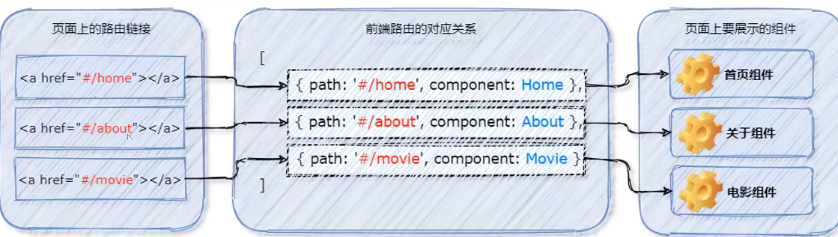 页面上的路由链接
<a href="#/home"></a>
<a href="#/about"></a>
<a href="#/movie"></a>
前端路由的对应关系
[
{ path: '#/home', component: Home },
{ path: '#/about', component: About }
{ path: '#/movie', component: Movie }
]
页面上要展示的组件
首页组件
关于组件
电影组件